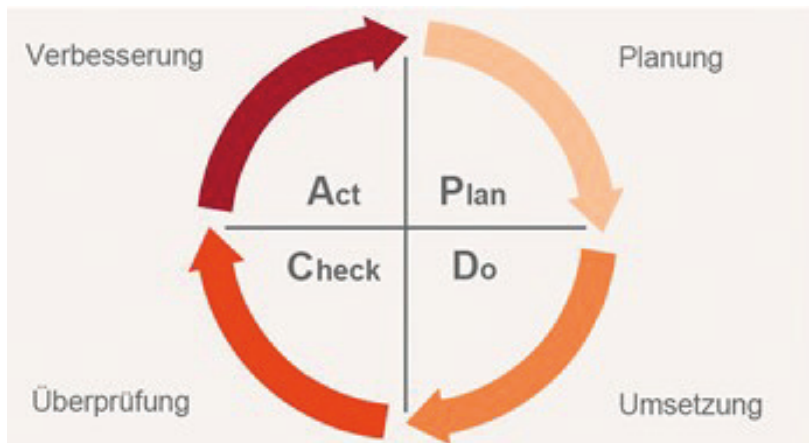 Verbesserung
Planung
Act
Plan
Check
Do
Überprüfung
Umsetzung